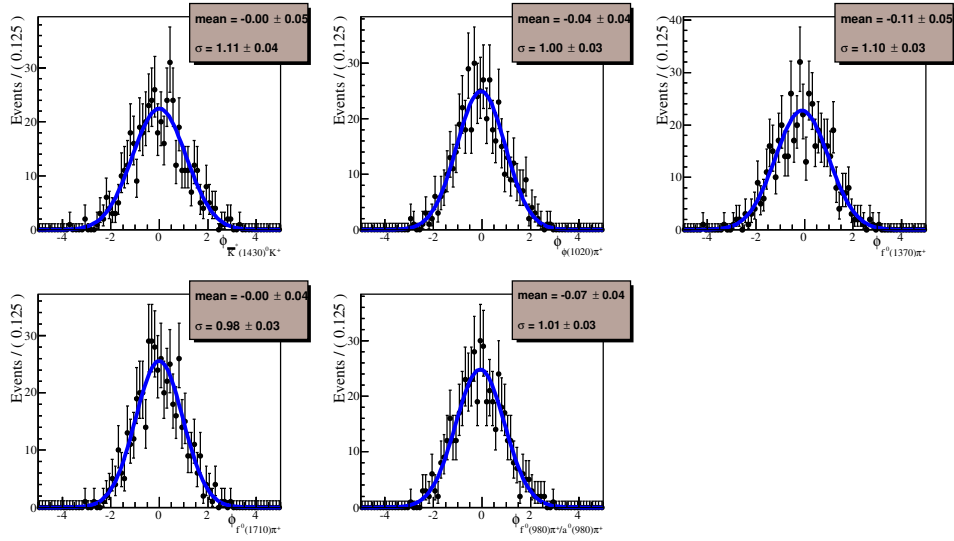 mean = -0.00 ± 0.05
σ = 1.11 ± 0.04
Events / ( 0.125 )
30
20
10
0
-4 -2 0 2 4
ϕ K̅*(1430)⁰K⁺
mean = -0.04 ± 0.04
σ = 1.00 ± 0.03
Events / ( 0.125 )
30
20
10
0
-4 -2 0 2 4
ϕ ϕ(1020)π⁺
mean = -0.11 ± 0.05
σ = 1.10 ± 0.03
Events / ( 0.125 )
40
30
20
10
0
-4 -2 0 2 4
ϕ f⁰(1370)π⁺
mean = -0.00 ± 0.04
σ = 0.98 ± 0.03
Events / ( 0.125 )
30
20
10
0
-4 -2 0 2 4
ϕ f⁰(1710)π⁺
mean = -0.07 ± 0.04
σ = 1.01 ± 0.03
Events / ( 0.125 )
30
20
10
0
-4 -2 0 2 4
ϕ f⁰(980)π⁺/a⁰(980)π⁺